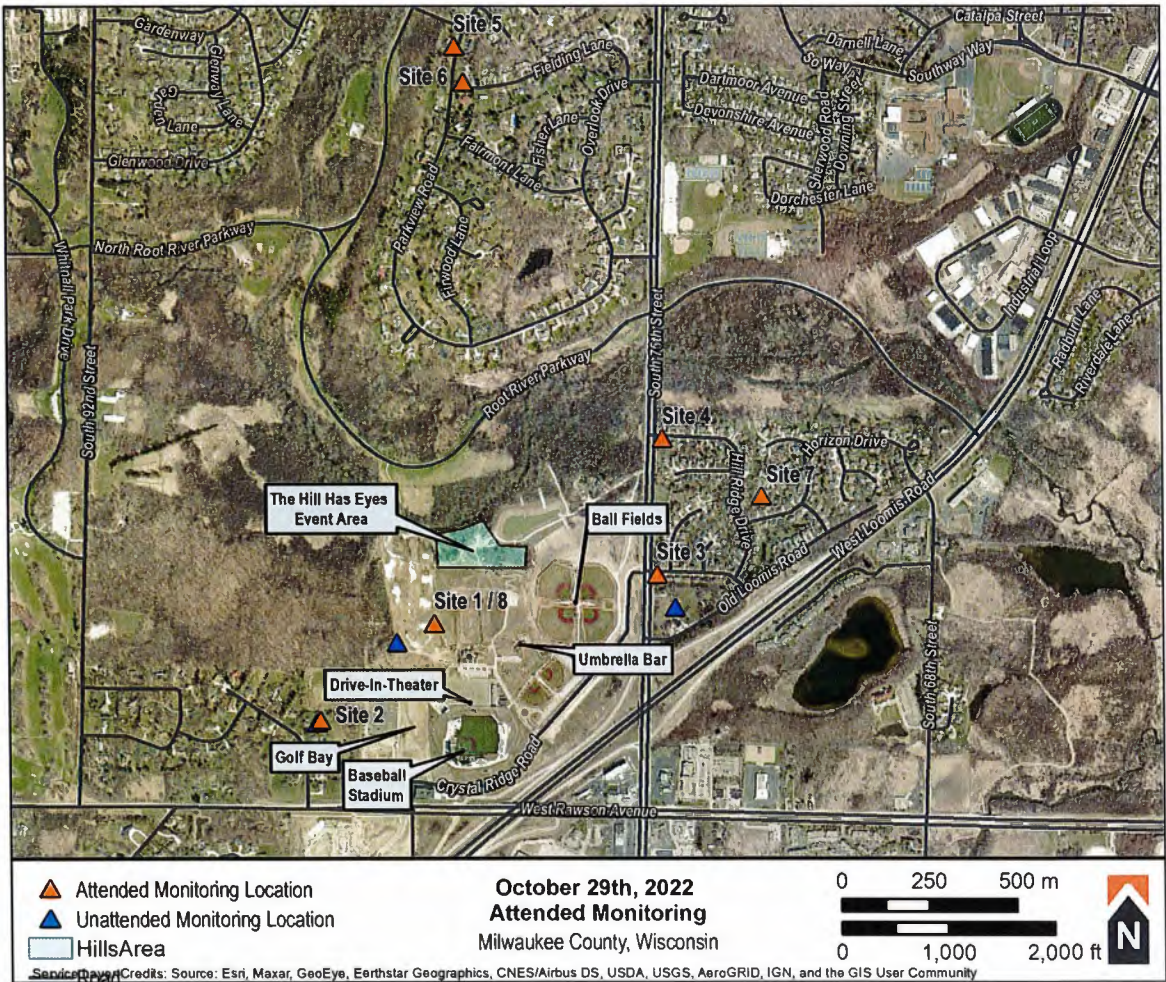 Catalpa Street
Gardenway
Site 5
Darnell Lane
So Way
Southway Way
Glenway Lane
Fielding Lane
Site 6
Dartmoor Avenue
Garden Lane
Devonshire Avenue
Sherwood Road
Downing Street
Overlook Drive
Fisher Lane
Fairmont Lane
Glenwood Drive
Dorchester Lane
Parkview Road
Firwood Lane
North Root River Parkway
Whitnall Park Drive
Industrial Loop
Radburn Lane
Riverdale Lane
South 92nd Street
South 76th Street
Root River Parkway
Site 4
Horizon Drive
Hill Ridge Drive
Site 7
The Hill Has Eyes
Event Area
Ball Fields
West Loomis Road
Site 3
Old Loomis Road
Site 1 / 8
Umbrella Bar
South 68th Street
Drive-In-Theater
Site 2
Golf Bay
Baseball
Stadium
Crystal Ridge Road
West Rawson Avenue
Attended Monitoring Location
Unattended Monitoring Location
HillsArea
Road
October 29th, 2022
Attended Monitoring
Milwaukee County, Wisconsin
0 250 500 m
0 1,000 2,000 ft
N
Credits: Source: Esri, Maxar, GeoEye, Eerthstar Geographics, CNES/Airbus DS, USDA, USGS, AeroGRID, IGN, and the GIS User Community